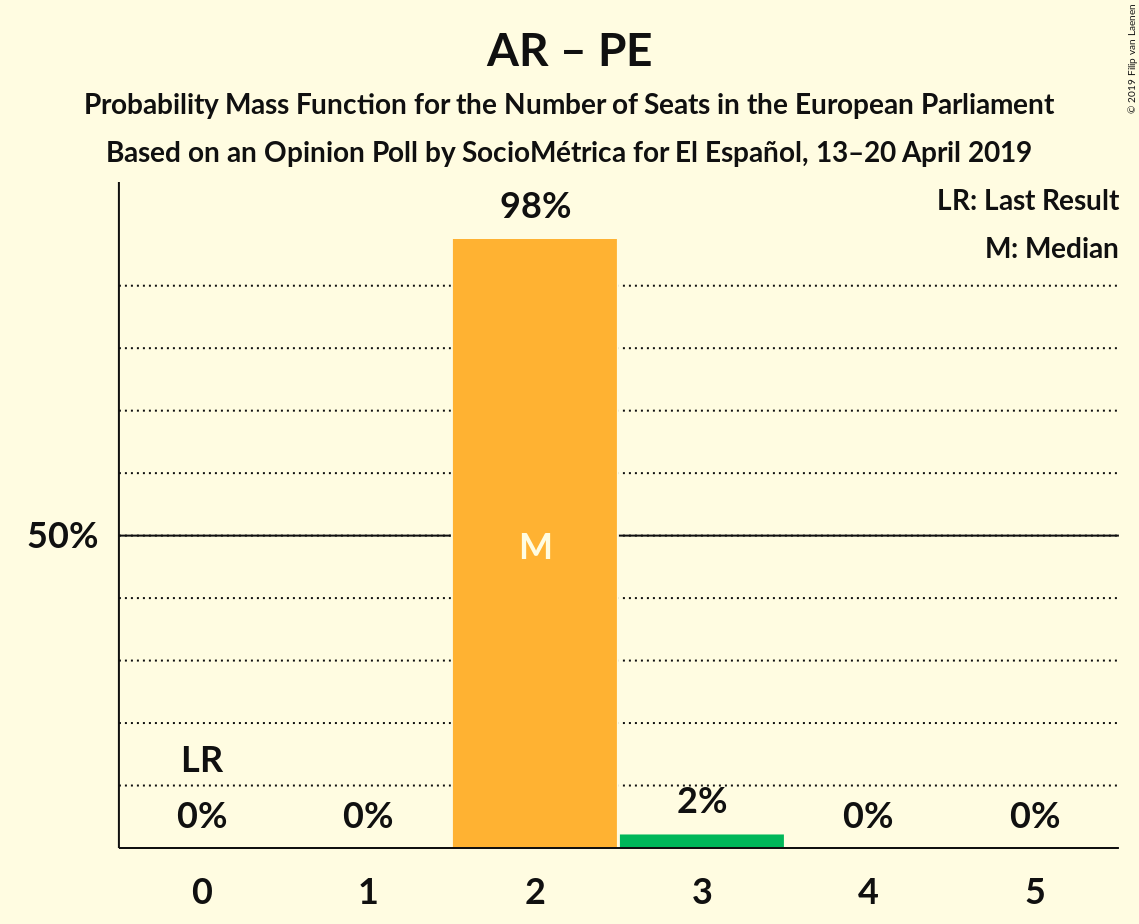 AR – PE
Probability Mass Function for the Number of Seats in the European Parliament
Based on an Opinion Poll by SocioMétrica for El Español, 13–20 April 2019
© 2019 Filip van Laenen
LR: Last Result
M: Median
98%
50%
M
LR
0%
0%
2%
0%
0%
0
1
2
3
4
5